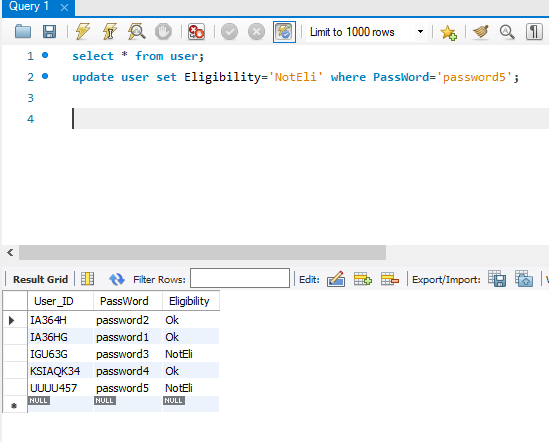 Query 1
Limit to 1000 rows
1 select * from user;
2 update user set Eligibility='NotEli' where PassWord='password5';
3
4
Result Grid Filter Rows: Edit: Export/Import:
User_ID PassWord Eligibility
IA364H password2 Ok
IA36HG password1 Ok
IGU63G password3 NotEli
KSIAQK34 password4 Ok
UUUU457 password5 NotEli
NULL NULL NULL